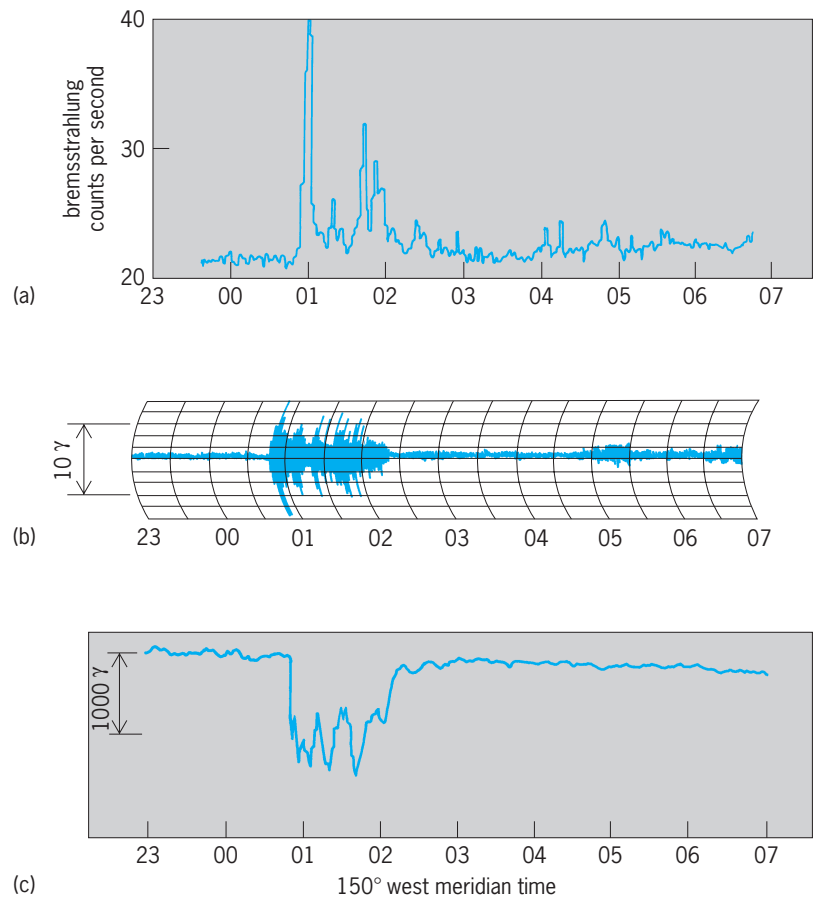 40
bremsstrahlung
counts per second
30
20
(a)
23 00 01 02 03 04 05 06 07
10 γ
(b)
23 00 01 02 03 04 05 06 07
1000 γ
23 00 01 02 03 04 05 06 07
(c)
150° west meridian time